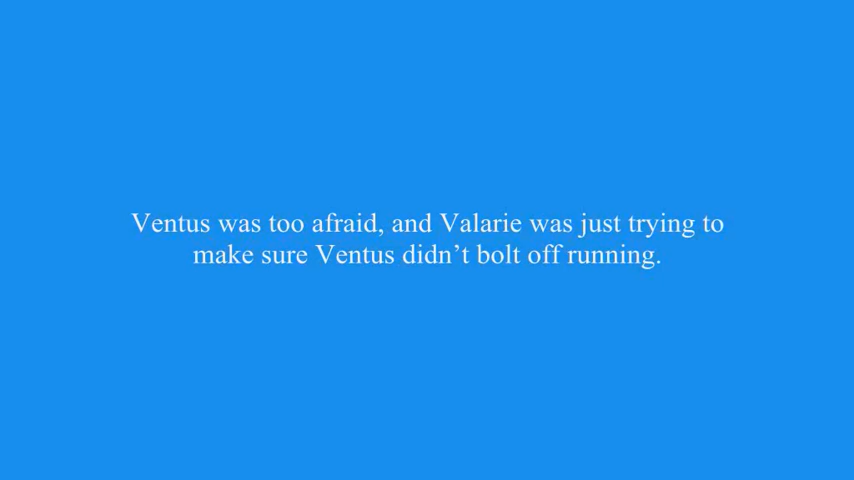 Ventus was too afraid, and Valarie was just trying to
make sure Ventus didn’t bolt off running.